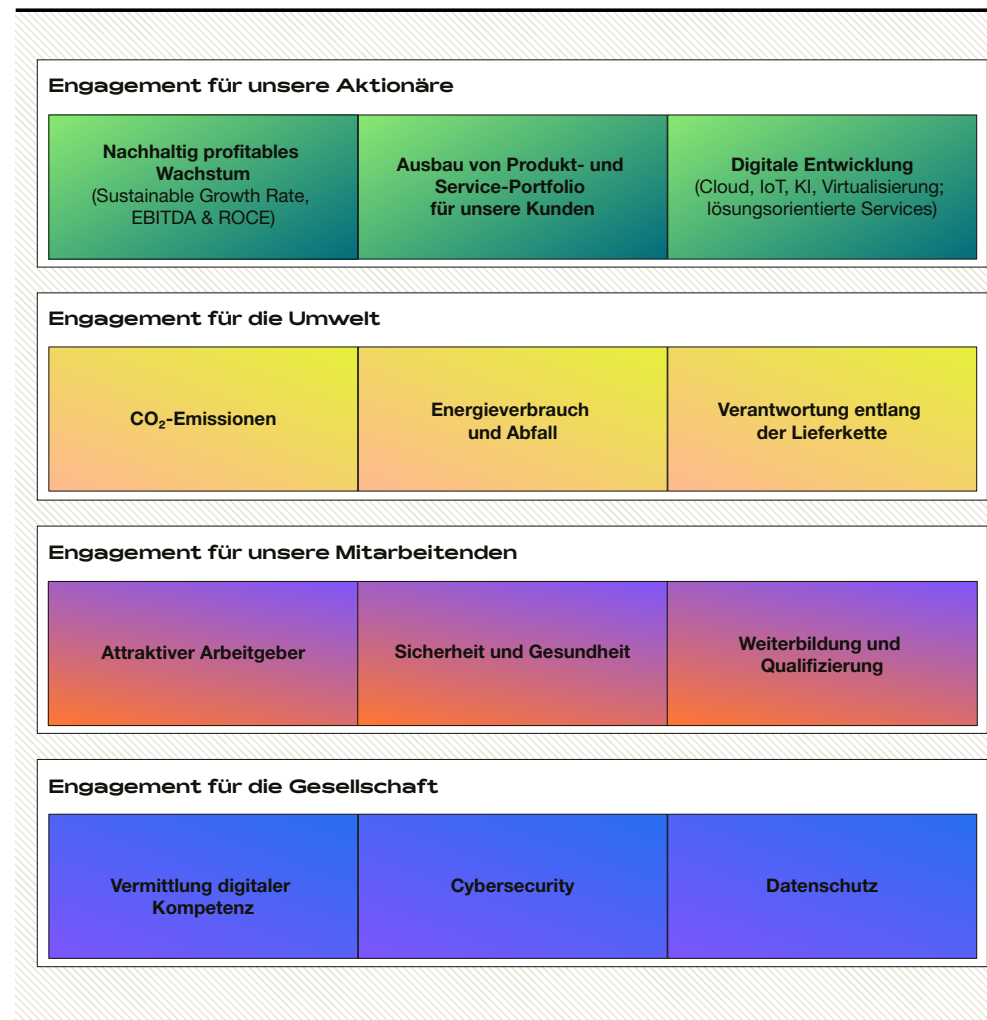 Engagement für unsere Aktionäre
Nachhaltig profitables
Wachstum
(Sustainable Growth Rate,
EBITDA & ROCE)
Ausbau von Produkt- und
Service-Portfolio
für unsere Kunden
Digitale Entwicklung
(Cloud, IoT, KI, Virtualisierung;
lösungsorientierte Services)
Engagement für die Umwelt
CO₂-Emissionen
Energieverbrauch
und Abfall
Verantwortung entlang
der Lieferkette
Engagement für unsere Mitarbeitenden
Attraktiver Arbeitgeber
Sicherheit und Gesundheit
Weiterbildung und
Qualifizierung
Engagement für die Gesellschaft
Vermittlung digitaler
Kompetenz
Cybersecurity
Datenschutz